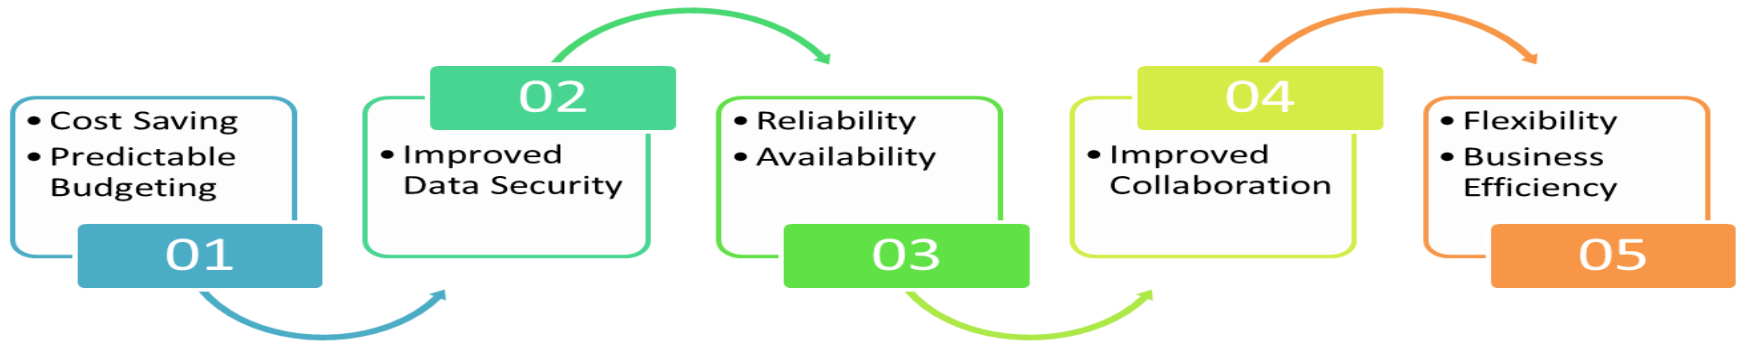 • Cost Saving
• Predictable
Budgeting
01
02
• Improved
Data Security
• Reliability
• Availability
03
04
• Improved
Collaboration
• Flexibility
• Business
Efficiency
05